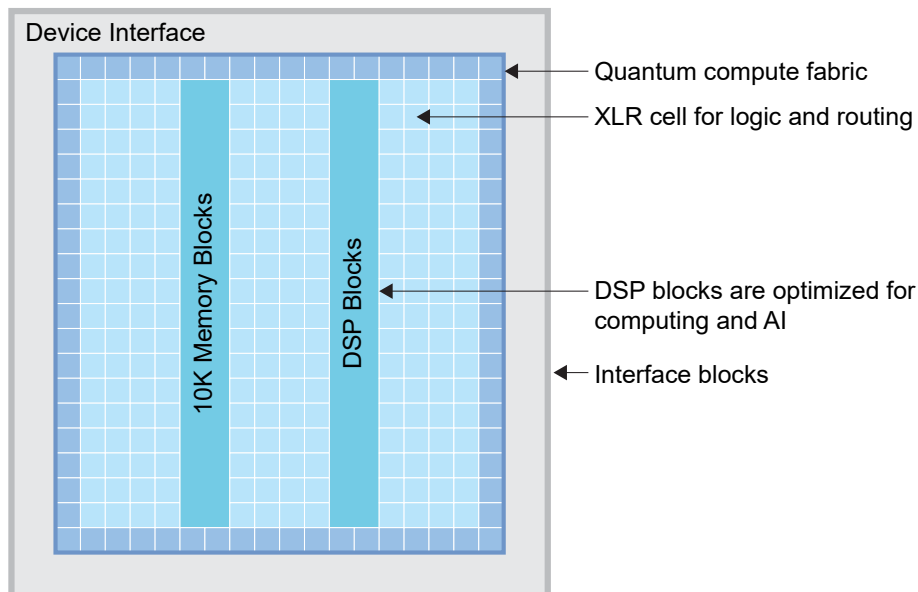 Device Interface
Quantum compute fabric
XLR cell for logic and routing
10K Memory Blocks
DSP Blocks
DSP blocks are optimized for
computing and AI
Interface blocks